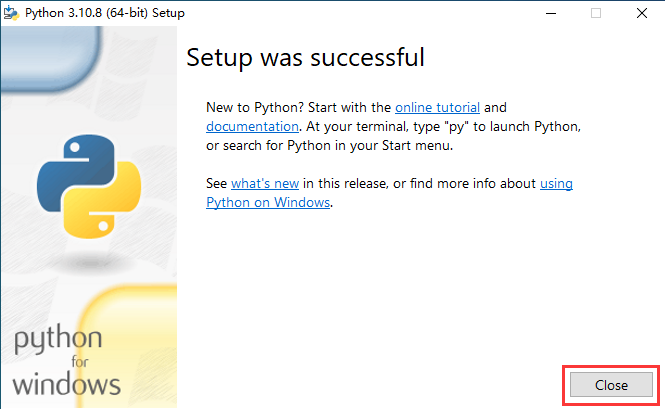 Python 3.10.8 (64-bit) Setup
Setup was successful
New to Python? Start with the online tutorial and
documentation. At your terminal, type "py" to launch Python,
or search for Python in your Start menu.
See what's new in this release, or find more info about using
Python on Windows.
python
for
windows
Close